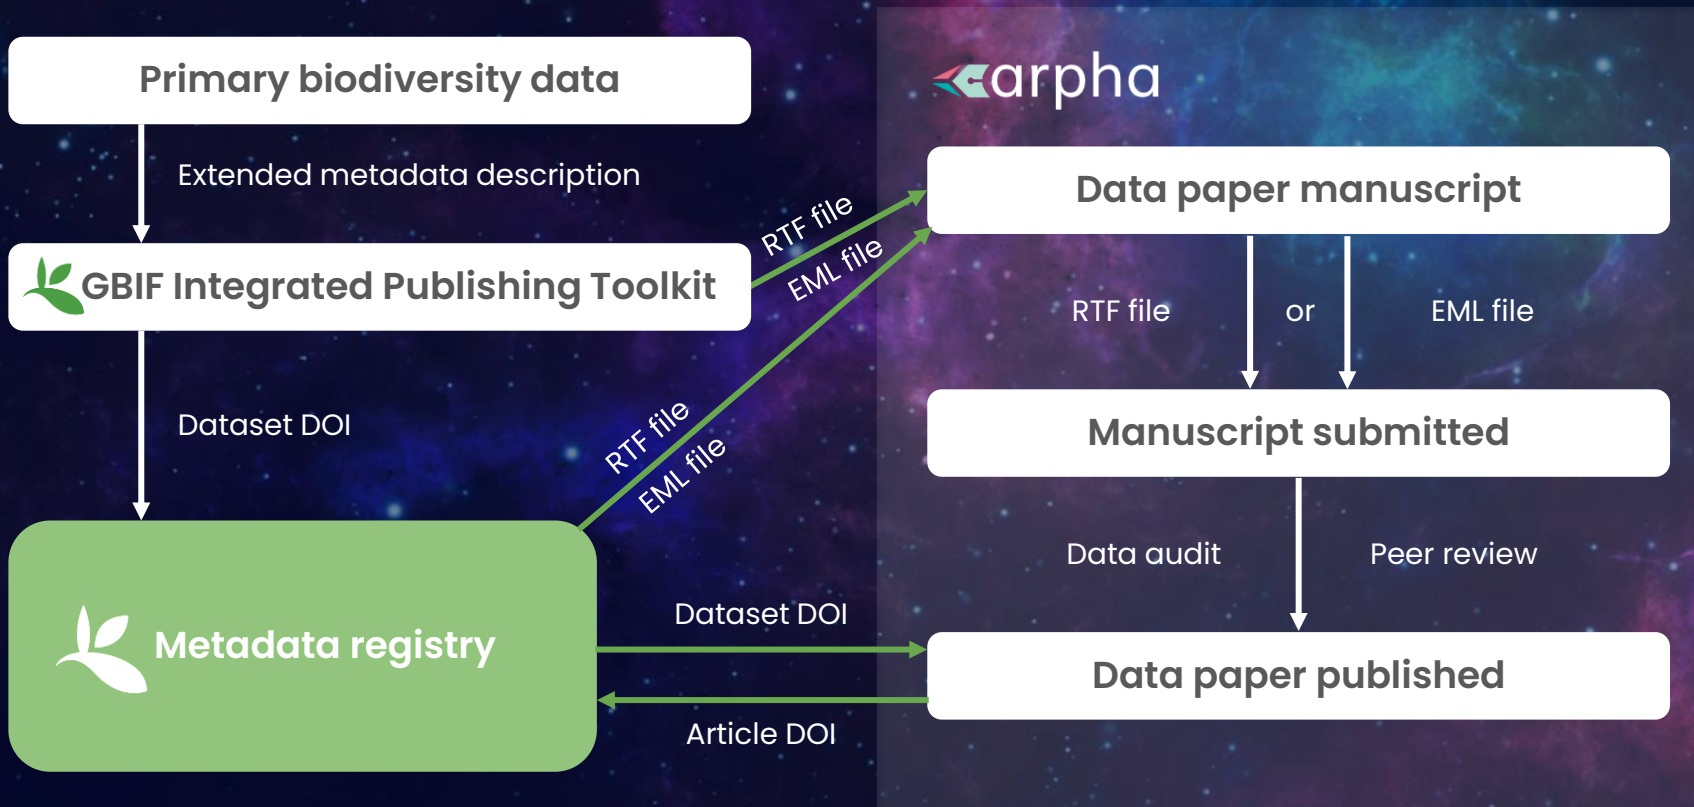 Primary biodiversity data
Extended metadata description
GBIF Integrated Publishing Toolkit
Dataset DOI
Metadata registry
RTF file
EML file
RTF file
EML file
Dataset DOI
Article DOI
arpha
Data paper manuscript
RTF file or EML file
Manuscript submitted
Data audit Peer review
Data paper published